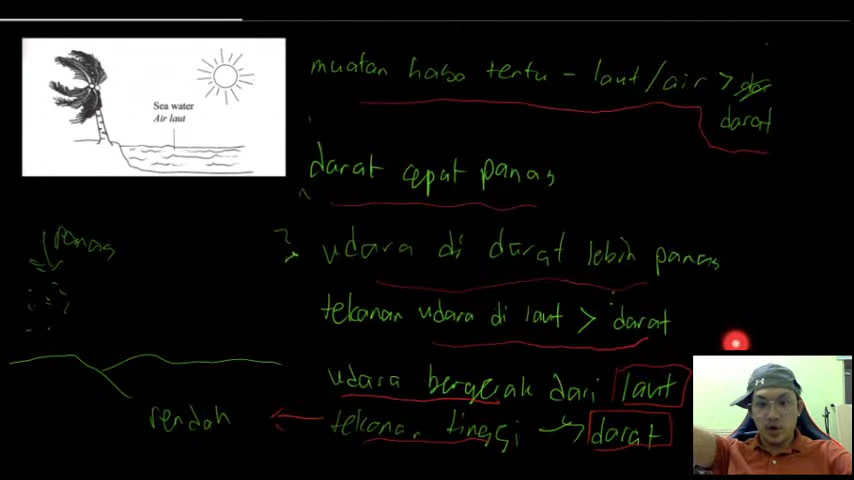 Sea water
Air laut
muatan haba tentu - laut/air >
darat
darat cepat panas
udara di darat lebih panas
tekanan udara di laut > darat
udara bergerak dari laut
tekanan tinggi → darat
panas
rendah